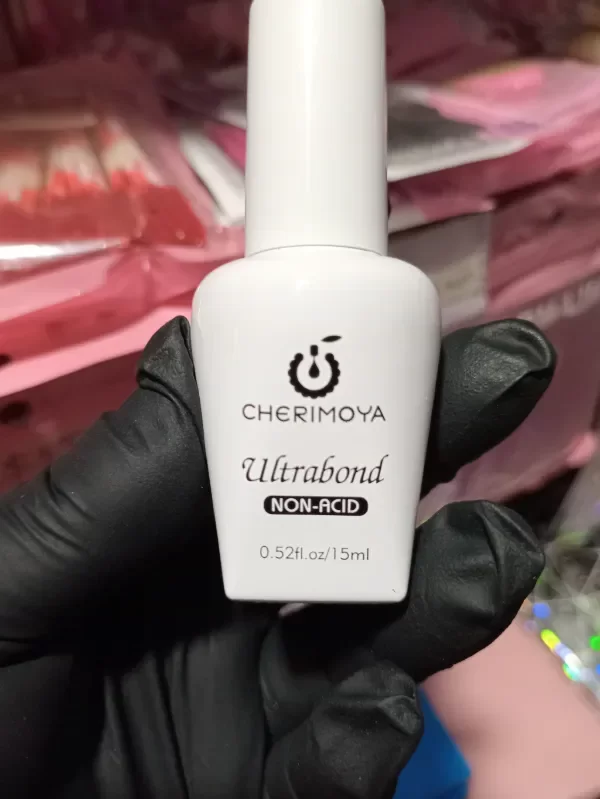 CHERIMOYA
Ultrabond
NON-ACID
0.52fl.oz/15ml